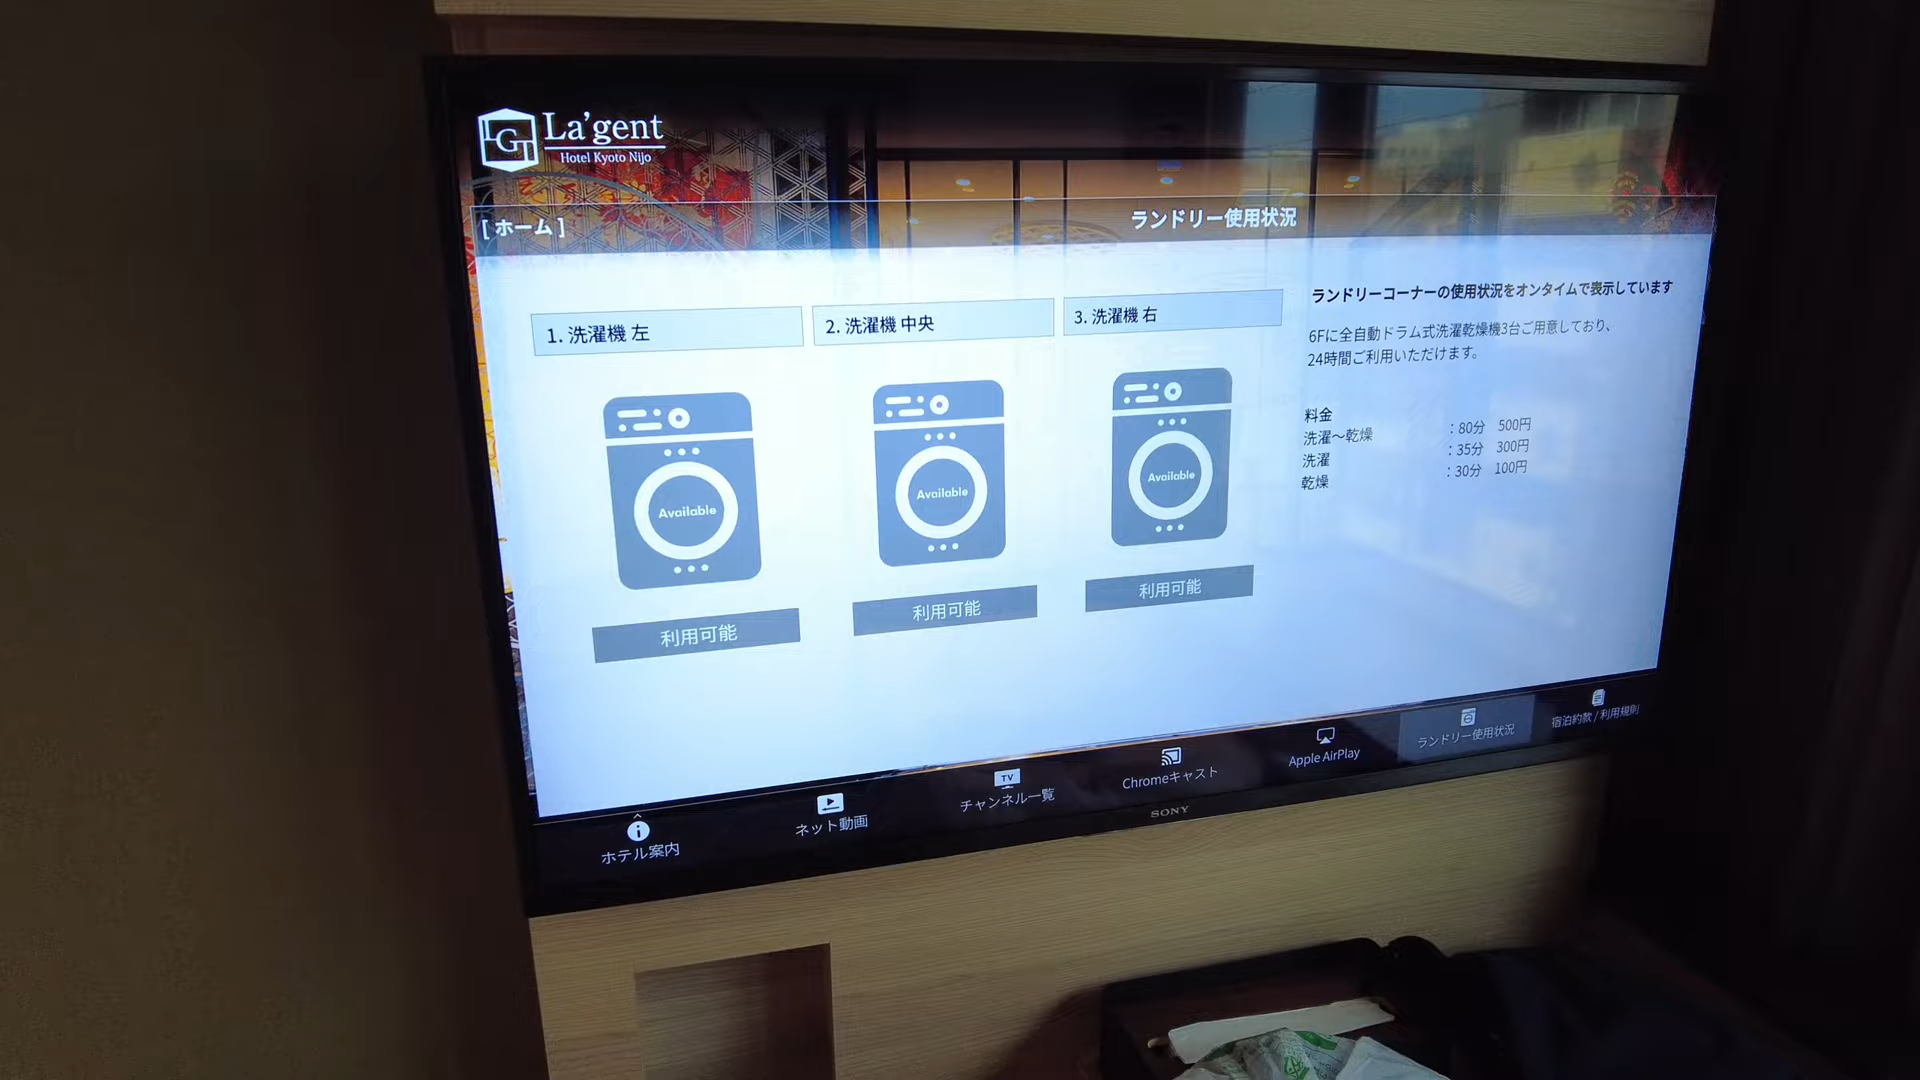 La'gent
Hotel Kyoto Nijo
[ ホーム ]
ランドリー使用状況
1. 洗濯機 左
2. 洗濯機 中央
3. 洗濯機 右
Available
Available
Available
利用可能
利用可能
利用可能
ランドリーコーナーの使用状況をオンタイムで表示しています
6Fに全自動ドラム式洗濯乾燥機3台ご用意しており、
24時間ご利用いただけます。
料金
洗濯～乾燥 ：80分 500円
洗濯 ：35分 300円
乾燥 ：30分 100円
ホテル案内
ネット動画
TV
チャンネル一覧
Chromeキャスト
Apple AirPlay
ランドリー使用状況
宿泊約款 / 利用規則
SONY